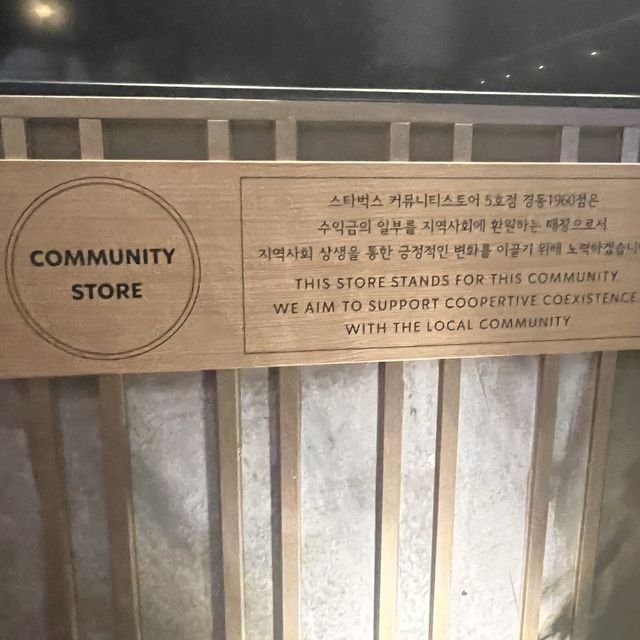 COMMUNITY
STORE
스타벅스 커뮤니티스토어 5호점 경동1960점은
수익금의 일부를 지역사회에 환원하는 매장으로서
지역사회 상생을 통한 긍정적인 변화를 이끌기 위해 노력하겠습니
THIS STORE STANDS FOR THIS COMMUNITY
WE AIM TO SUPPORT COOPERTIVE COEXISTENCE
WITH THE LOCAL COMMUNITY